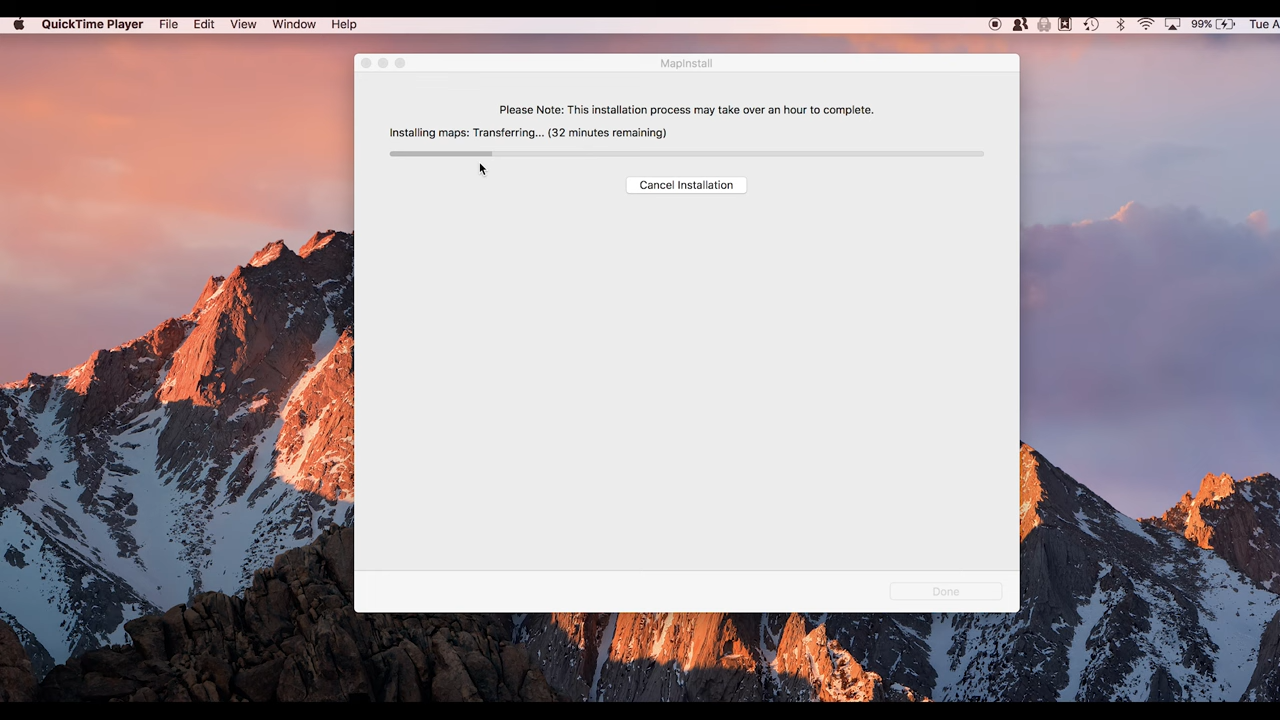 QuickTime Player File Edit View Window Help 99% Tue A
MapInstall
Please Note: This installation process may take over an hour to complete.
Installing maps: Transferring... (32 minutes remaining)
Cancel Installation
Done